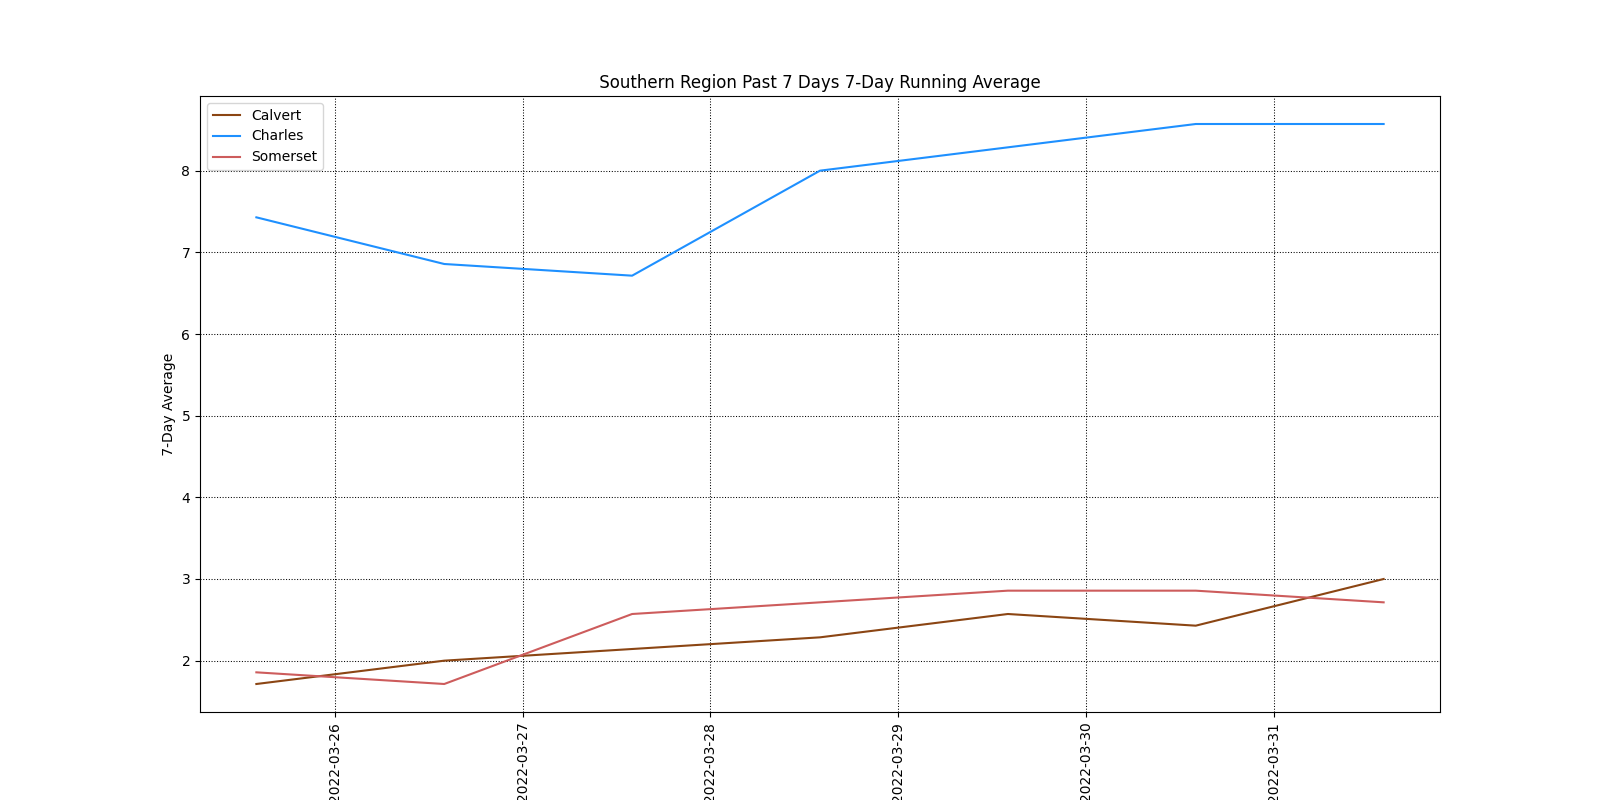 Southern Region Past 7 Days 7-Day Running Average
Calvert
Charles
Somerset
8
7
6
5
4
3
2
7-Day Average
2022-03-26
2022-03-27
2022-03-28
2022-03-29
2022-03-30
2022-03-31